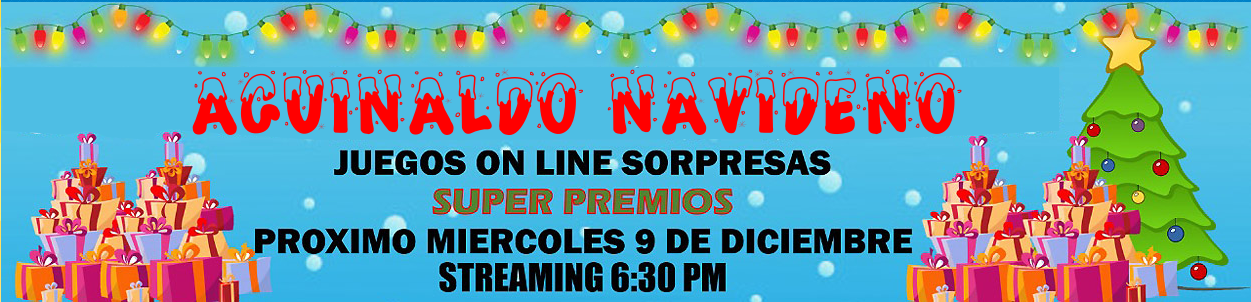 AGUINALDO NAVIDENO
JUEGOS ON LINE SORPRESAS
SUPER PREMIOS
PROXIMO MIERCOLES 9 DE DICIEMBRE
STREAMING 6:30 PM